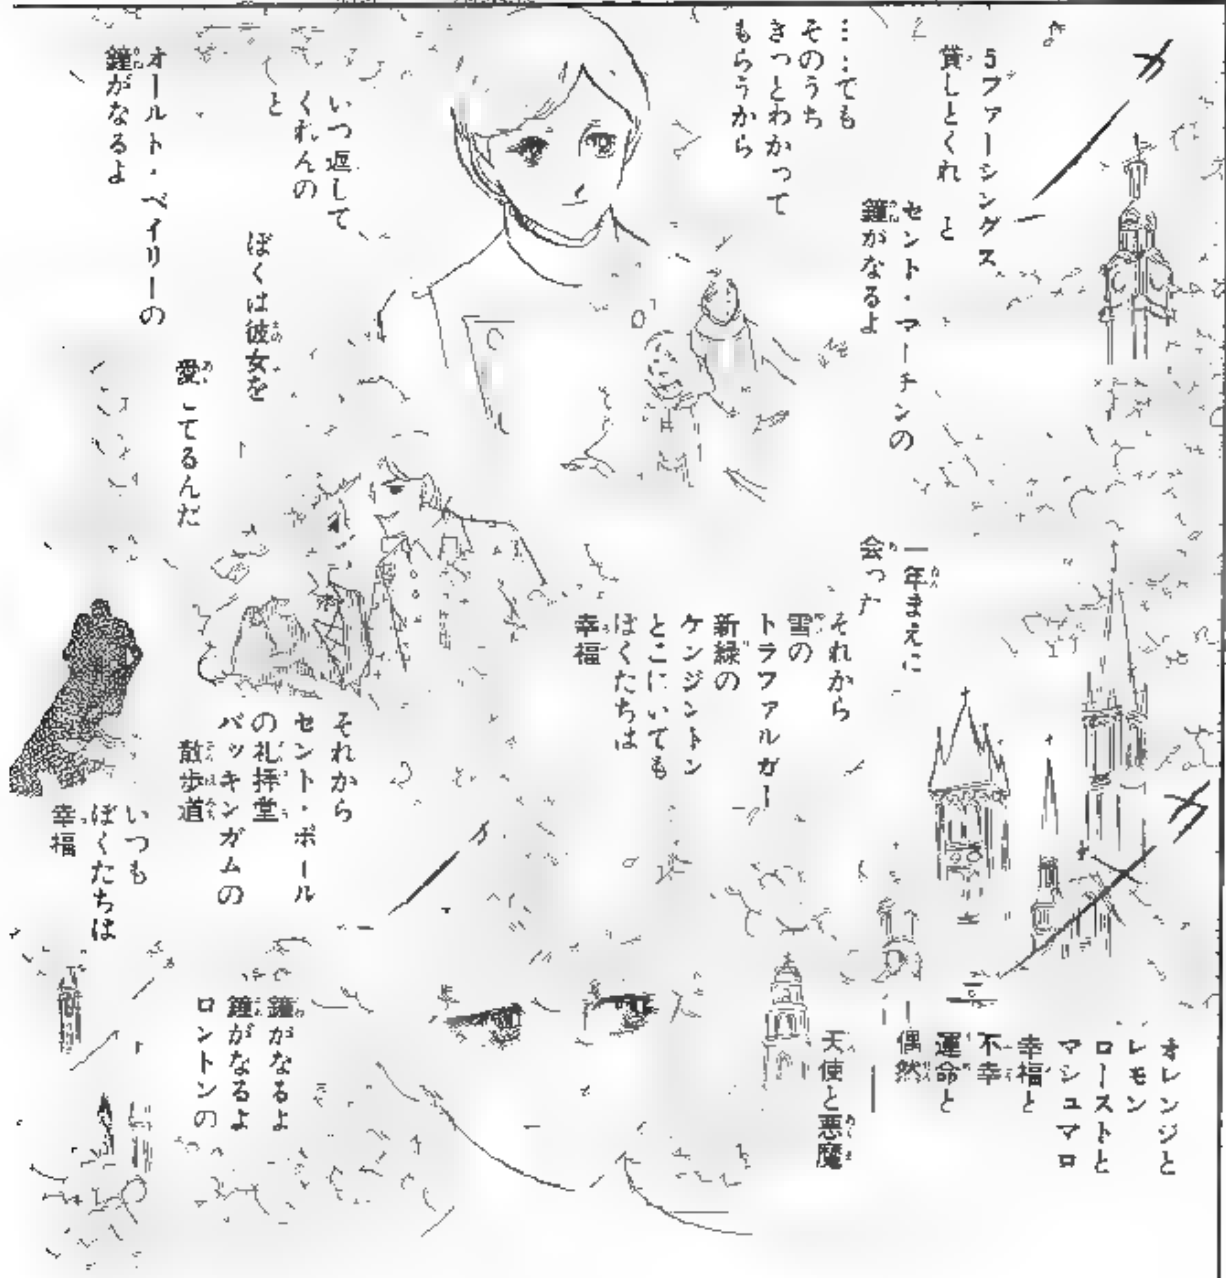 5ファーシングス
貸しとくれ と
セント・マーチンの
鐘がなるよ
……でも
そのうち
きっとわかって
もらうから
いつ返して
くれんの
と
オールト・ベイリーの
鐘がなるよ
ぼくは彼女を
愛してるんだ
一年まえに
会った
それから
雪の
トラファルガー
新緑の
ケンジントン
とこにいても
ぼくたちは
幸福
それから
セント・ポール
の礼拝堂
バッキンガムの
散歩道
いつも
ぼくたちは
幸福
オレンジと
レモン
ローストと
マシュマロ
幸福と
不幸
運命と
偶然
天使と悪魔
鐘がなるよ
鐘がなるよ
ロントンの